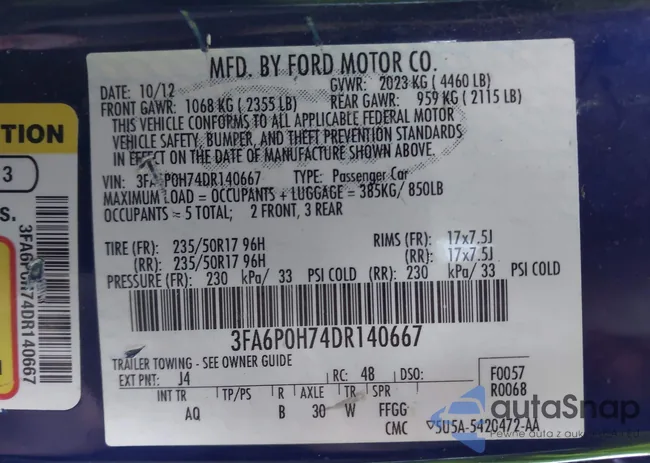 MFD. BY FORD MOTOR CO.
DATE: 10/12 GVWR: 2023 KG ( 4460 LB)
FRONT GAWR: 1068 KG ( 2355 LB) REAR GAWR: 959 KG ( 2115 LB)
THIS VEHICLE CONFORMS TO ALL APPLICABLE FEDERAL MOTOR
VEHICLE SAFETY, BUMPER, AND THEFT PREVENTION STANDARDS
IN EFFECT ON THE DATE OF MANUFACTURE SHOWN ABOVE.
VIN: 3FA6P0H74DR140667 TYPE: Passenger Car
MAXIMUM LOAD = OCCUPANTS + LUGGAGE = 385KG/ 850LB
OCCUPANTS = 5 TOTAL; 2 FRONT, 3 REAR
TIRE (FR): 235/50R17 96H RIMS (FR): 17x7.5J
(RR): 235/50R17 96H (RR): 17x7.5J
PRESSURE (FR): 230 kPa/ 33 PSI COLD (RR): 230 kPa/ 33 PSI COLD
3FA6P0H74DR140667
TRAILER TOWING - SEE OWNER GUIDE
EXT PNT: J4 RC: 48 DSO: F0057
R0068
INT TR TP/PS R AXLE TR SPR
AQ B 30 W FFGG
CMC 5U5A-5420472-AA
TION
3
S.
3FA6P0H74DR140667
autoSnap
Pewne auta z aukcji